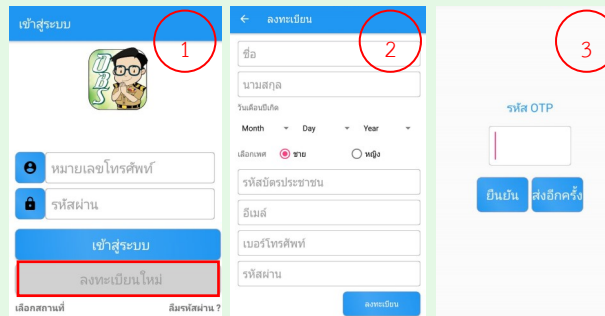 เข้าสู่ระบบ
1
OBS
หมายเลขโทรศัพท์
รหัสผ่าน
เข้าสู่ระบบ
ลงทะเบียนใหม่
เลือกสถานที่
ลืมรหัสผ่าน ?
ลงทะเบียน
2
ชื่อ
นามสกุล
วันเดือนปีเกิด
Month Day Year
เลือกเพศ ชาย หญิง
รหัสบัตรประชาชน
อีเมล์
เบอร์โทรศัพท์
รหัสผ่าน
ลงทะเบียน
3
รหัส OTP
ยืนยัน ส่งอีกครั้ง